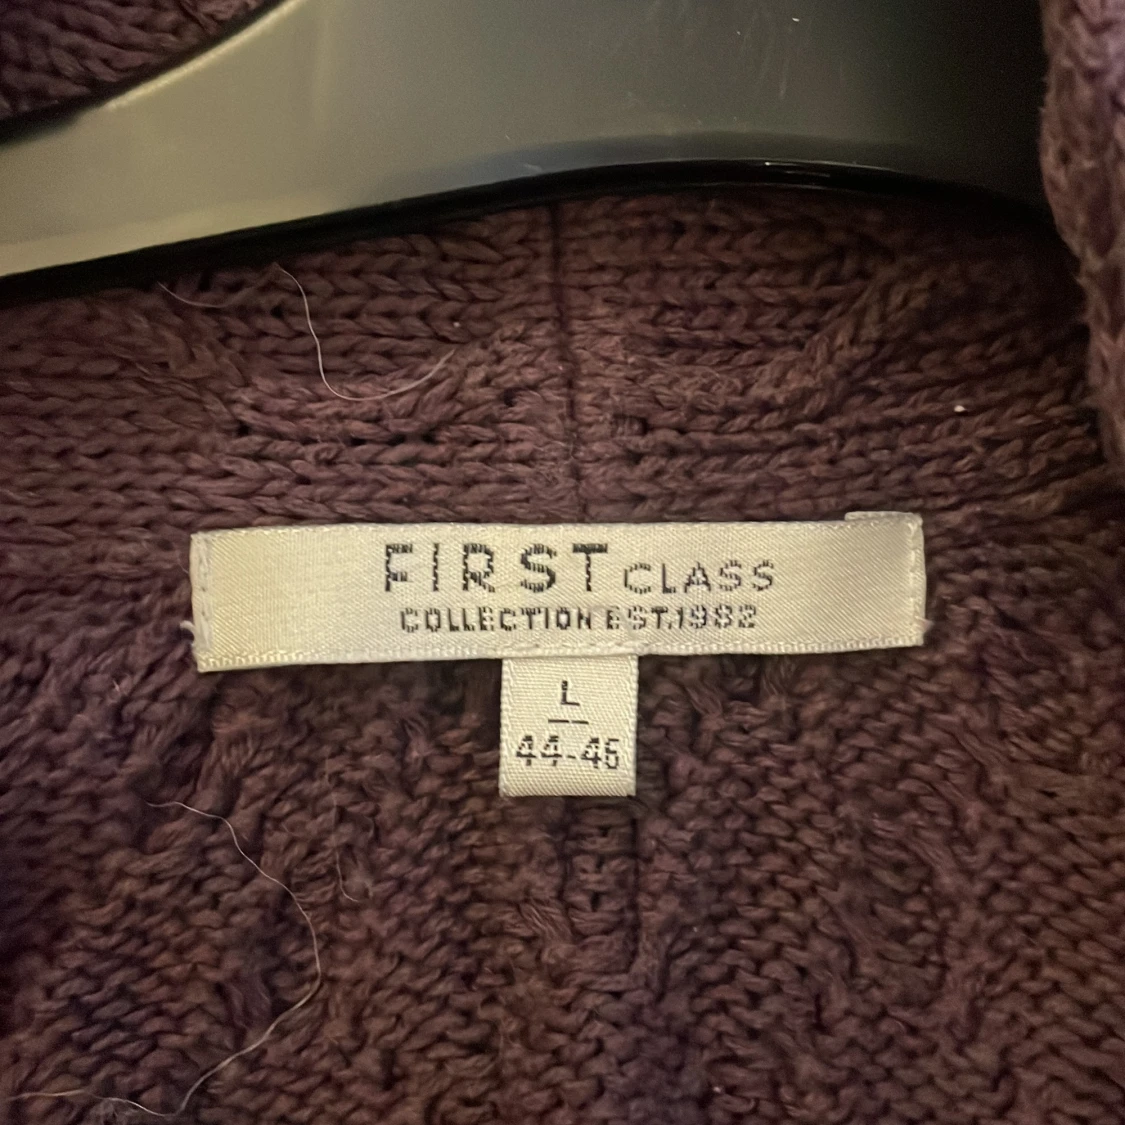 FIRST CLASS
COLLECTION EST.1982
L
44-46